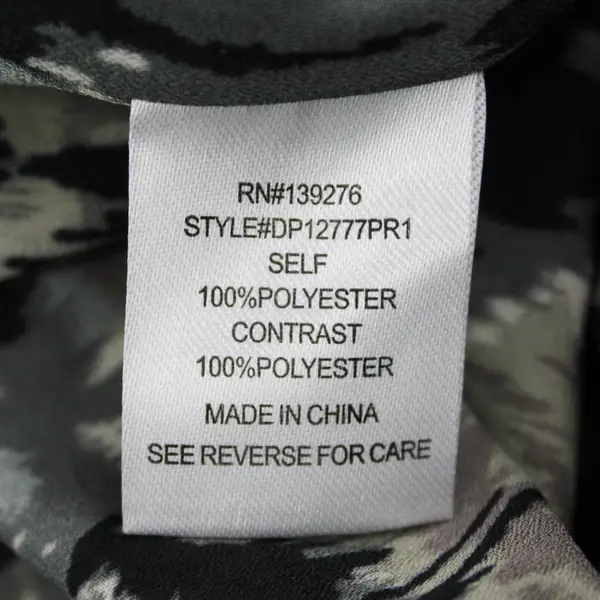 RN#139276
STYLE#DP12777PR1
SELF
100%POLYESTER
CONTRAST
100%POLYESTER
MADE IN CHINA
SEE REVERSE FOR CARE